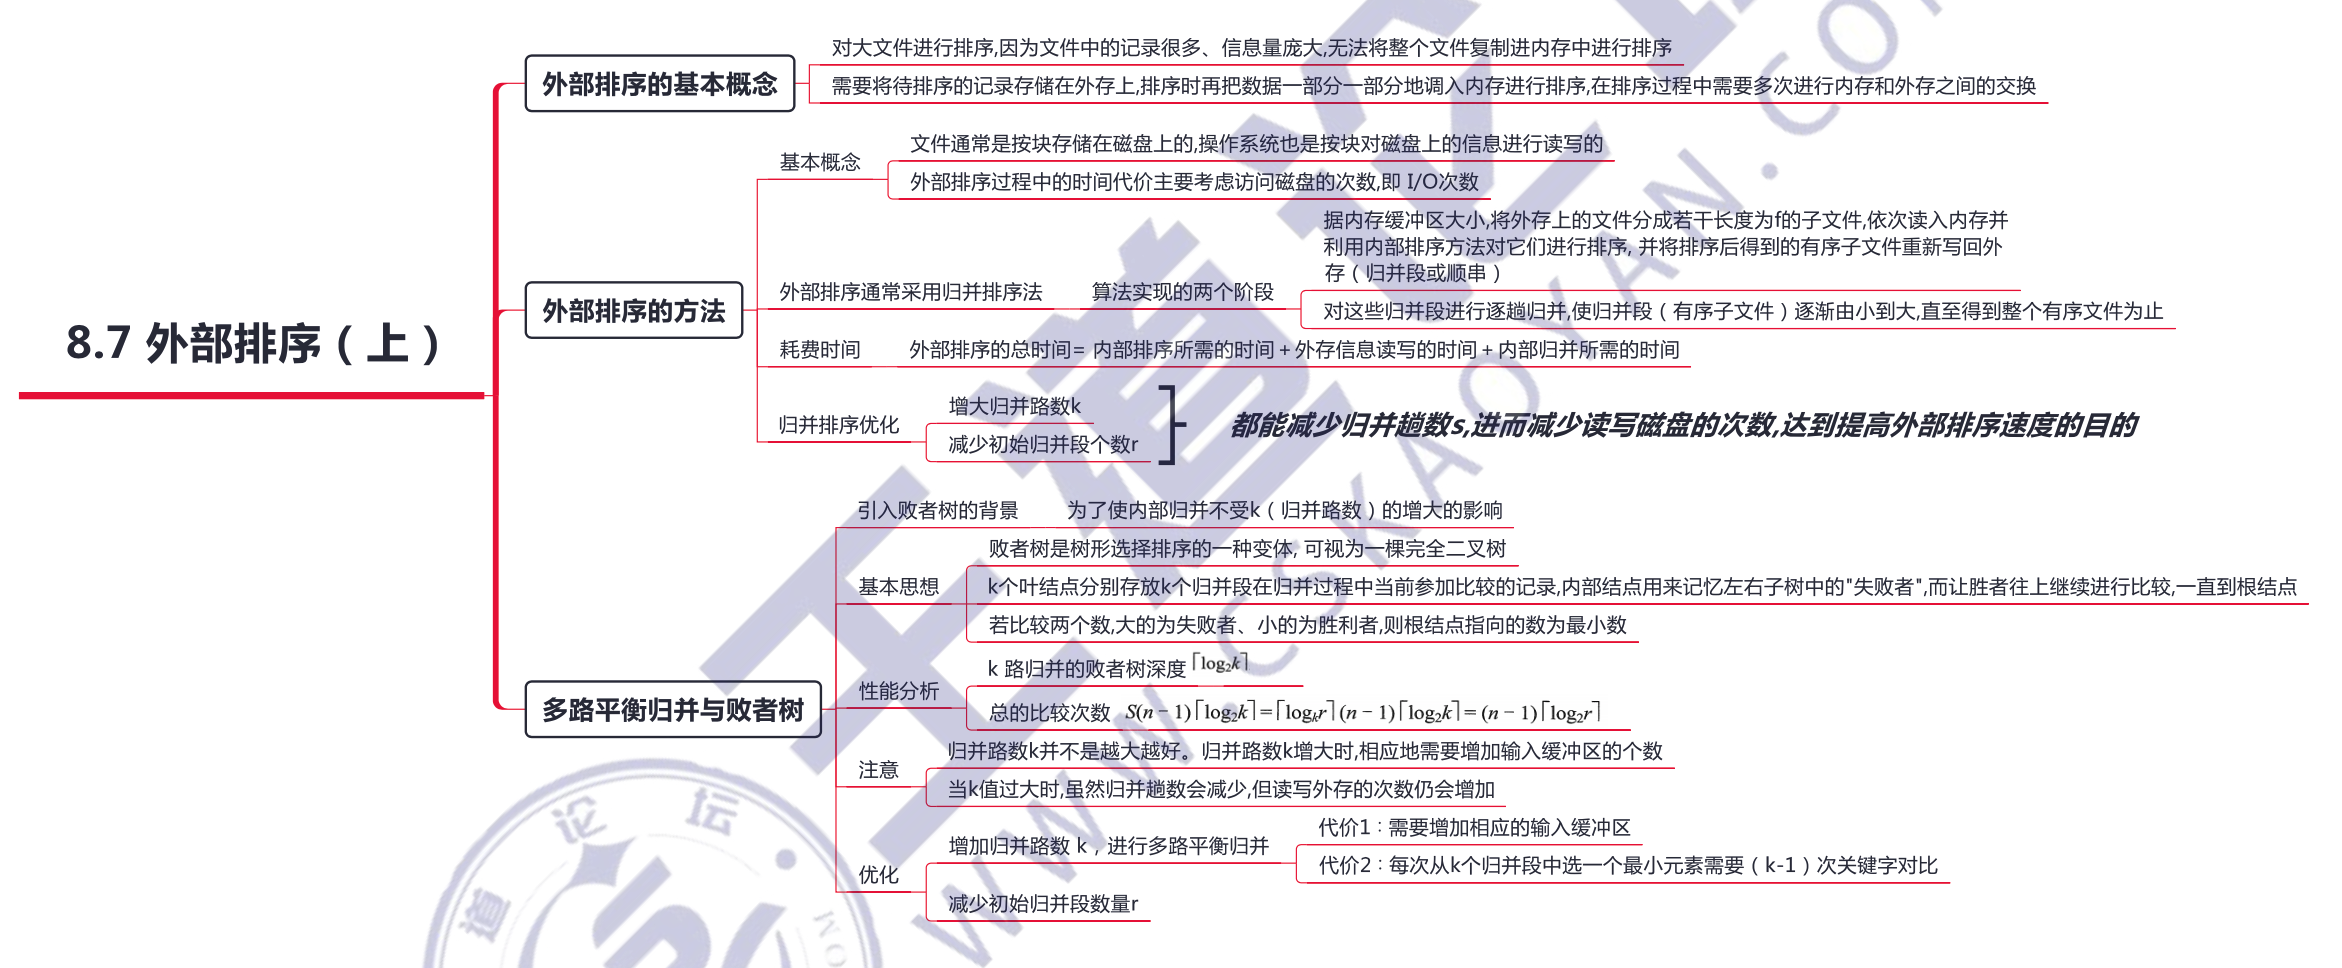 8.7 外部排序（上）
外部排序的基本概念
对大文件进行排序,因为文件中的记录很多、信息量庞大,无法将整个文件复制进内存中进行排序
需要将待排序的记录存储在外存上,排序时再把数据一部分一部分地调入内存进行排序,在排序过程中需要多次进行内存和外存之间的交换
外部排序的方法
基本概念
文件通常是按块存储在磁盘上的,操作系统也是按块对磁盘上的信息进行读写的
外部排序过程中的时间代价主要考虑访问磁盘的次数,即 I/O次数
外部排序通常采用归并排序法
算法实现的两个阶段
据内存缓冲区大小,将外存上的文件分成若干长度为f的子文件,依次读入内存并
利用内部排序方法对它们进行排序, 并将排序后得到的有序子文件重新写回外
存（归并段或顺串）
对这些归并段进行逐趟归并,使归并段（有序子文件）逐渐由小到大,直至得到整个有序文件为止
耗费时间
外部排序的总时间= 内部排序所需的时间＋外存信息读写的时间＋内部归并所需的时间
归并排序优化
增大归并路数k
减少初始归并段个数r
都能减少归并趟数s,进而减少读写磁盘的次数,达到提高外部排序速度的目的
多路平衡归并与败者树
引入败者树的背景
为了使内部归并不受k（归并路数）的增大的影响
基本思想
败者树是树形选择排序的一种变体, 可视为一棵完全二叉树
k个叶结点分别存放k个归并段在归并过程中当前参加比较的记录,内部结点用来记忆左右子树中的"失败者",而让胜者往上继续进行比较,一直到根结点
若比较两个数,大的为失败者、小的为胜利者,则根结点指向的数为最小数
性能分析
k 路归并的败者树深度 ⌈log₂k⌉
总的比较次数 S(n − 1)⌈log₂k⌉=⌈logₖr⌉(n − 1)⌈log₂k⌉= (n − 1)⌈log₂r⌉
注意
归并路数k并不是越大越好。归并路数k增大时,相应地需要增加输入缓冲区的个数
当k值过大时,虽然归并趟数会减少,但读写外存的次数仍会增加
优化
增加归并路数 k，进行多路平衡归并
代价1：需要增加相应的输入缓冲区
代价2：每次从k个归并段中选一个最小元素需要（k-1）次关键字对比
减少初始归并段数量r
王道论
WWW.CSKAOYAN.CO
道论坛